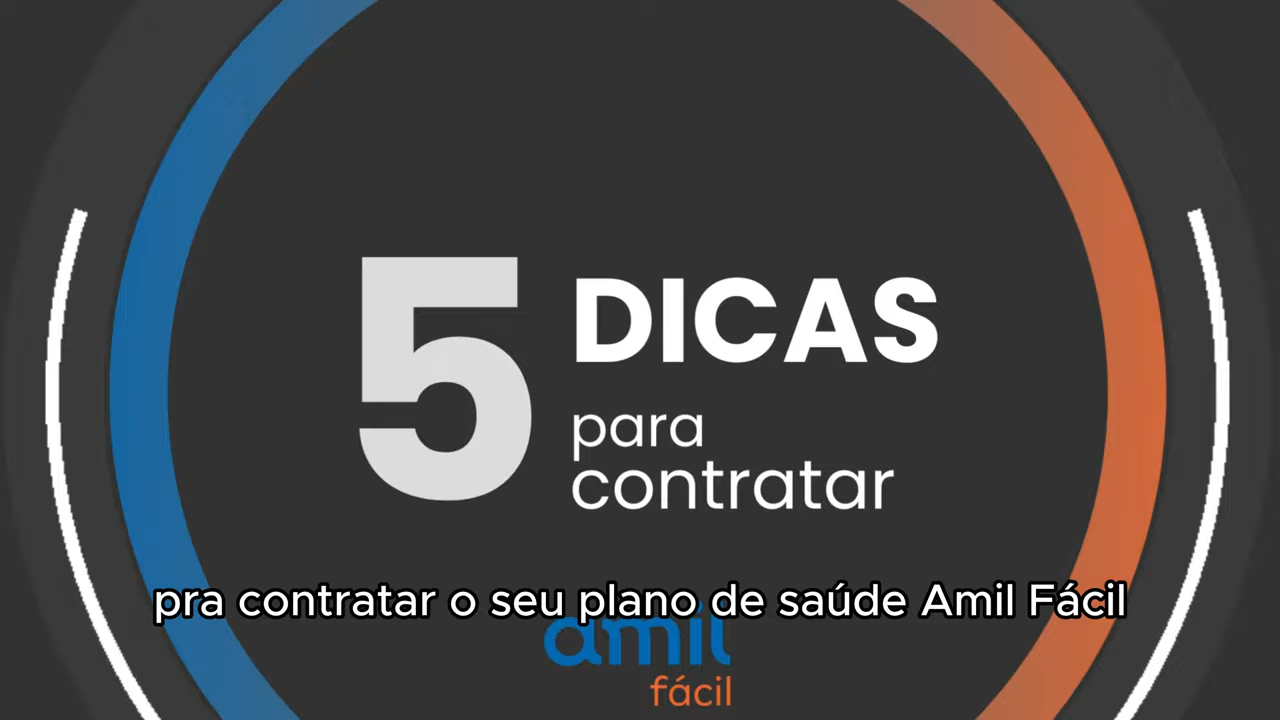 5 DICAS
para
contratar
pra contratar o seu plano de saúde Amil Fácil
amil
fácil